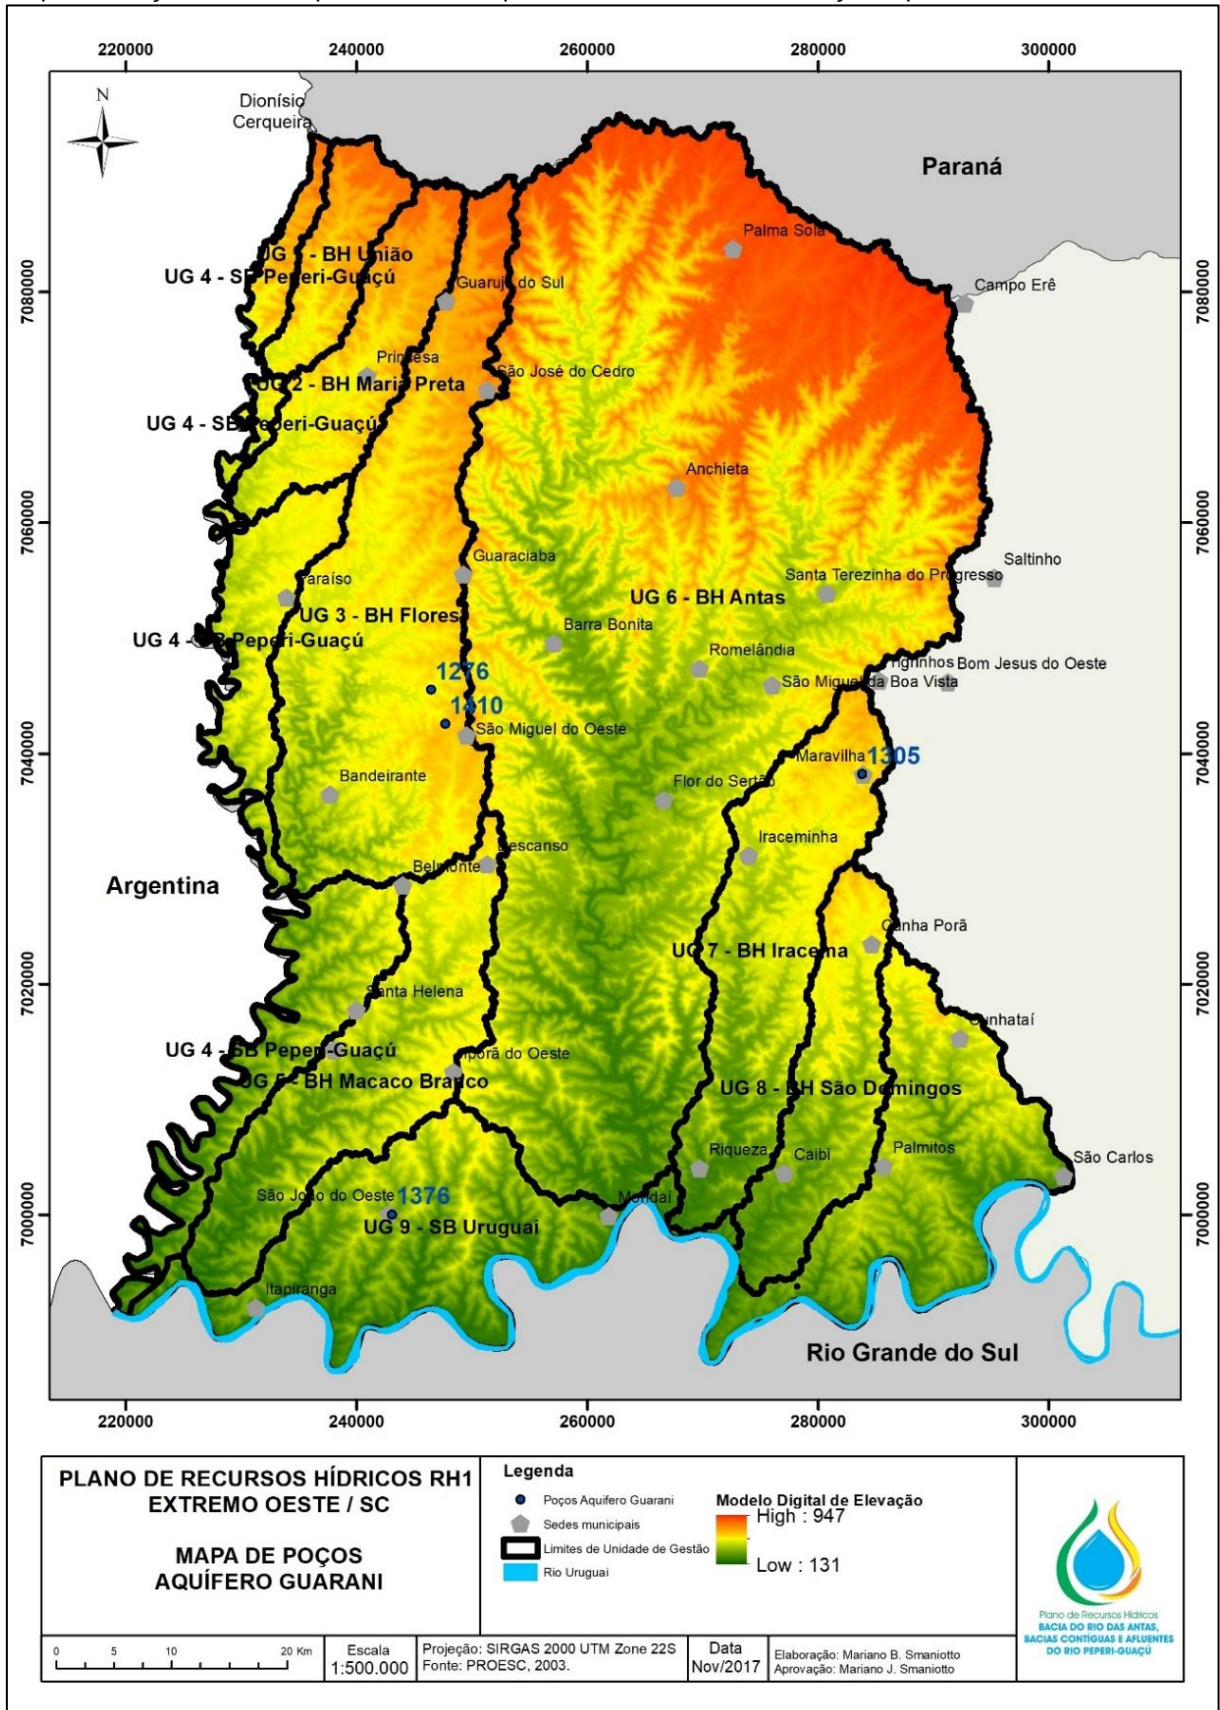 220000
240000
260000
280000
300000
N
Dionísio
Cerqueira
Paraná
Palma Sola
UG 1 - BH União
UG 4 - SB Peperi-Guaçú
Guarujá do Sul
Campo Erê
7080000
7080000
Princesa
São José do Cedro
UG 2 - BH Maria Preta
UG 4 - SB Peperi-Guaçú
Anchieta
7060000
7060000
Guaraciaba
Saltinho
Santa Terezinha do Progresso
Paraíso
UG 6 - BH Antas
UG 3 - BH Flores
Barra Bonita
UG 4 - SB Peperi-Guaçú
Romelândia
Tigrinhos
Bom Jesus do Oeste
1276
São Miguel da Boa Vista
1410
São Miguel do Oeste
7040000
7040000
Maravilha
1305
Bandeirante
Flor do Sertão
Iraceminha
Descanso
Belmonte
Argentina
Cunha Porã
UG 7 - BH Iracema
7020000
7020000
Santa Helena
Cunhataí
UG 4 - SB Peperi-Guaçú
Iporã do Oeste
UG 5 - BH Macaco Branco
UG 8 - BH São Domingos
Riqueza
Caibi
Palmitos
São Carlos
São João do Oeste
1376
Mondaí
UG 9 - SB Uruguai
7000000
7000000
Itapiranga
Rio Grande do Sul
220000
240000
260000
280000
300000
PLANO DE RECURSOS HÍDRICOS RH1
EXTREMO OESTE / SC
MAPA DE POÇOS
AQUÍFERO GUARANI
Legenda
Poços Aquifero Guarani
Sedes municipais
Limites de Unidade de Gestão
Rio Uruguai
Modelo Digital de Elevação
High : 947
Low : 131
Plano de Recursos Hídricos
BACIA DO RIO DAS ANTAS,
BACIAS CONTÍGUAS E AFLUENTES
DO RIO PEPERI-GUAÇÚ
0 5 10 20 Km
Escala
1:500.000
Projeção: SIRGAS 2000 UTM Zone 22S
Fonte: PROESC, 2003.
Data
Nov/2017
Elaboração: Mariano B. Smaniotto
Aprovação: Mariano J. Smaniotto